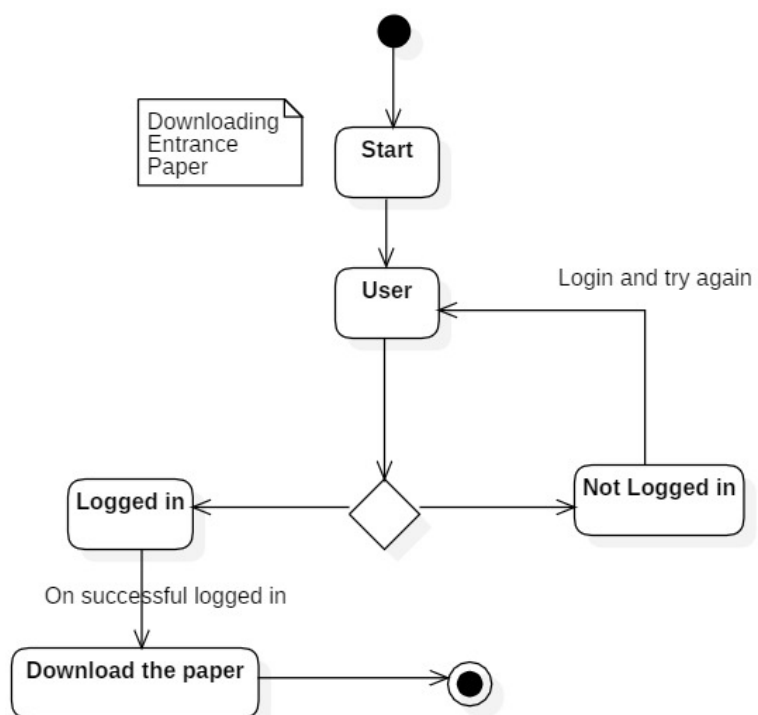 Downloading
Entrance
Paper
Start
User
Login and try again
Logged in
Not Logged in
On successful logged in
Download the paper